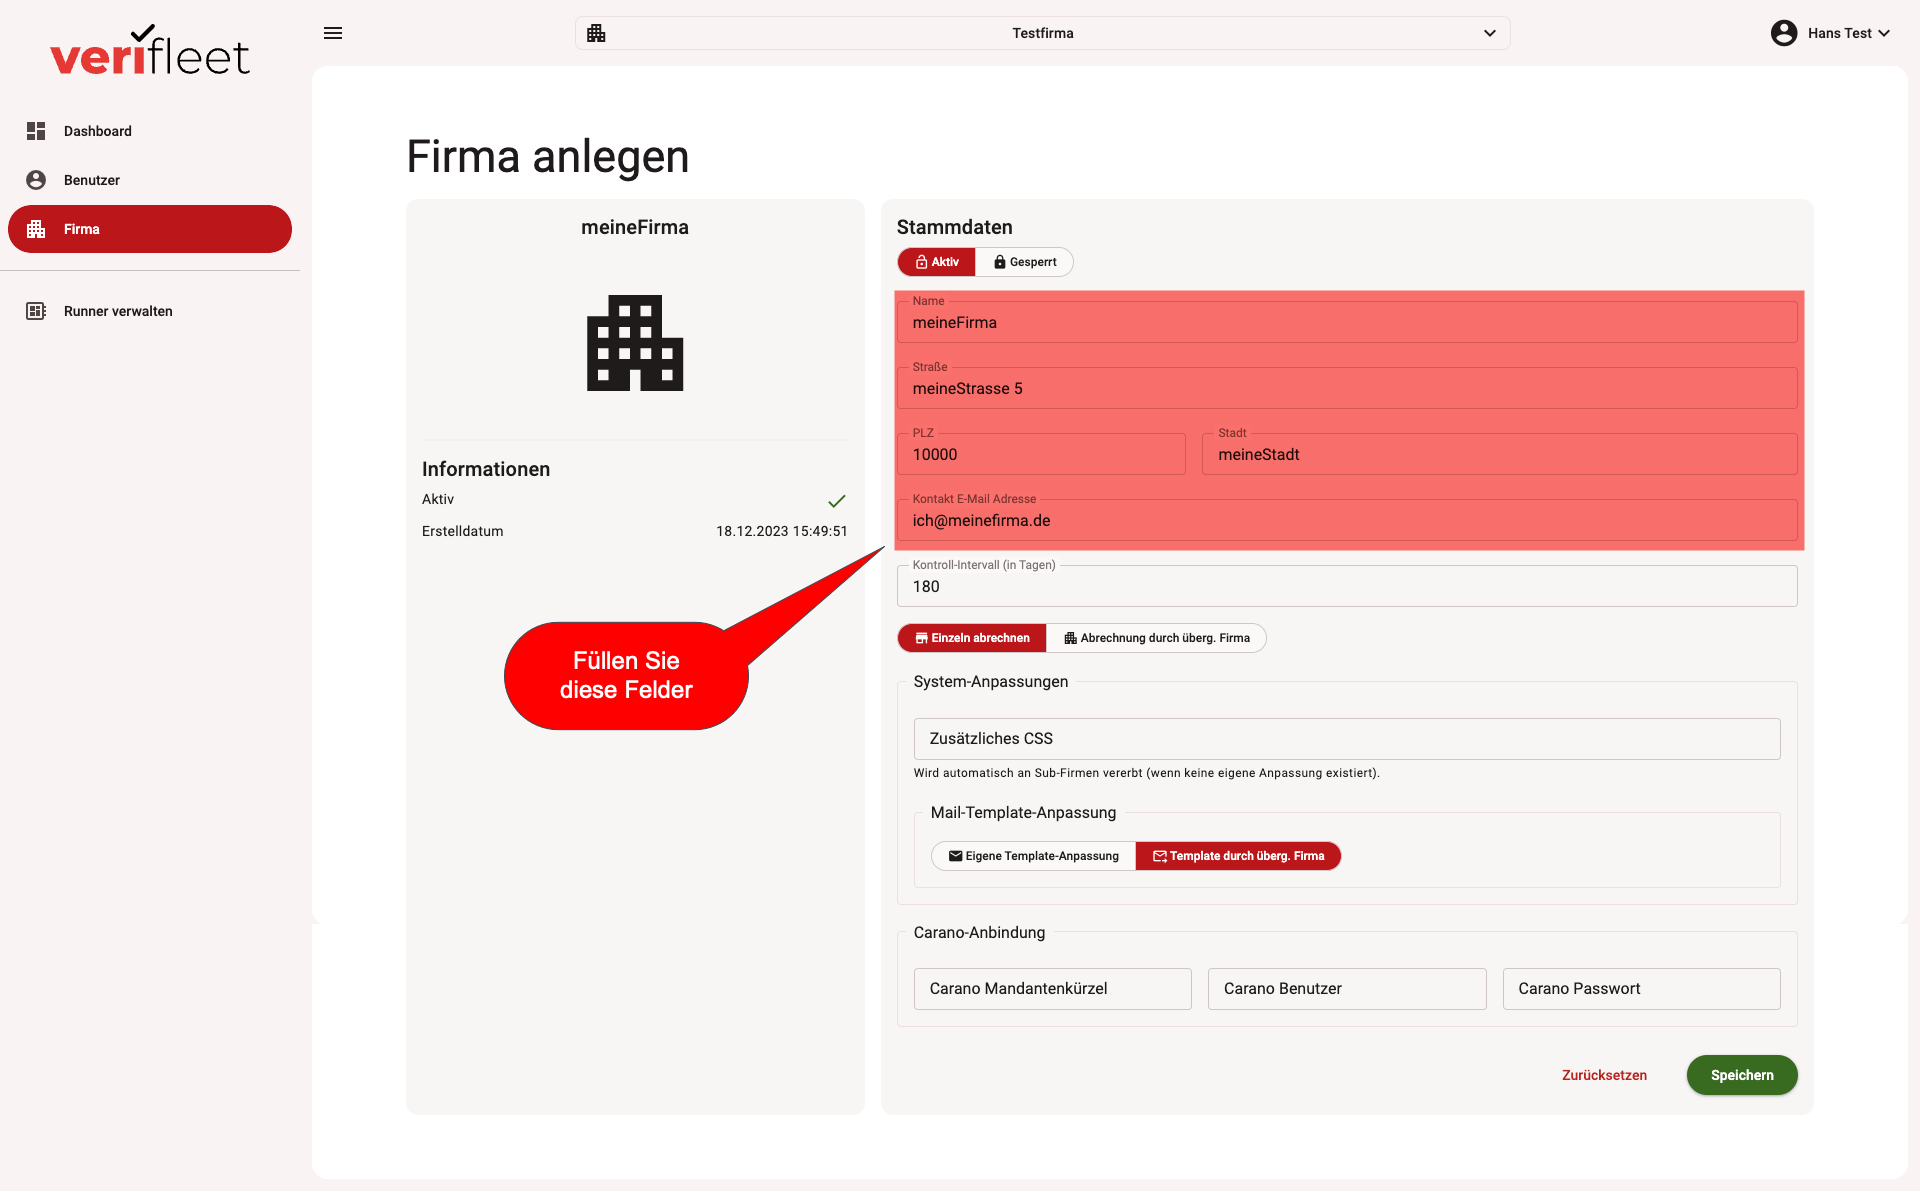 verifleet
Testfirma
Hans Test
Dashboard
Benutzer
Firma
Runner verwalten
Firma anlegen
meineFirma
Informationen
Aktiv
Erstelldatum 18.12.2023 15:49:51
Füllen Sie
diese Felder
Stammdaten
Aktiv Gesperrt
Name
meineFirma
Straße
meineStrasse 5
PLZ Stadt
10000 meineStadt
Kontakt E-Mail Adresse
ich@meinefirma.de
Kontroll-Intervall (in Tagen)
180
Einzeln abrechnen Abrechnung durch überg. Firma
System-Anpassungen
Zusätzliches CSS
Wird automatisch an Sub-Firmen vererbt (wenn keine eigene Anpassung existiert).
Mail-Template-Anpassung
Eigene Template-Anpassung Template durch überg. Firma
Carano-Anbindung
Carano Mandantenkürzel Carano Benutzer Carano Passwort
Zurücksetzen Speichern